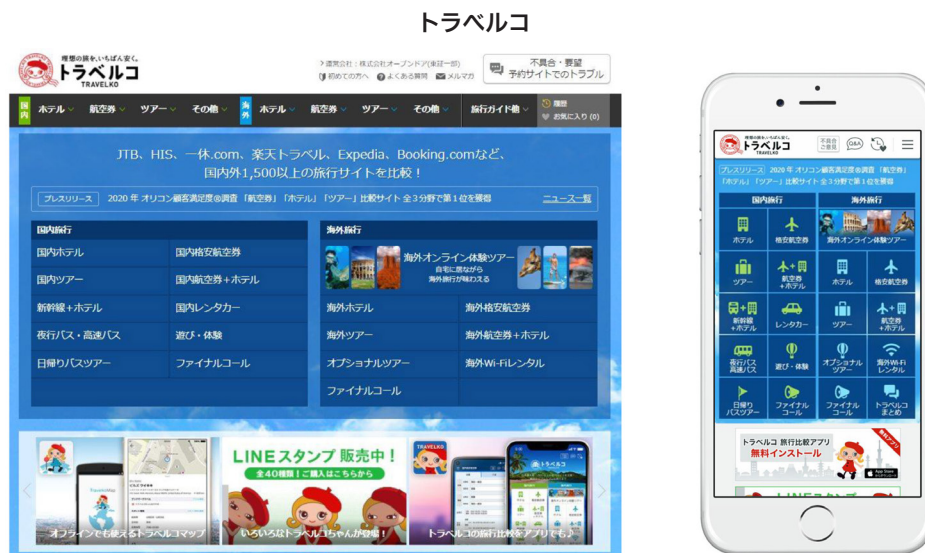 トラベルコ
理想の旅を、いちばん安く。
トラベルコ
TRAVELKO
運営会社：株式会社オープンドア(東証一部)
初めての方へ よくある質問 メルマガ
不具合・要望
予約サイトでのトラブル
国内 ホテル 航空券 ツアー その他 海外 ホテル 航空券 ツアー その他 旅行ガイド他
履歴
お気に入り (0)
JTB、HIS、一休.com、楽天トラベル、Expedia、Booking.comなど、
国内外1,500以上の旅行サイトを比較！
プレスリリース 2020 年 オリコン顧客満足度®調査 「航空券」「ホテル」「ツアー」比較サイト 全３分野で第１位を獲得 ニュース一覧
国内旅行
国内ホテル 国内格安航空券
国内ツアー 国内航空券＋ホテル
新幹線＋ホテル 国内レンタカー
夜行バス・高速バス 遊び・体験
日帰りバスツアー ファイナルコール
海外旅行
海外オンライン体験ツアー
自宅に居ながら
海外旅行が味わえる
海外ホテル 海外格安航空券
海外ツアー 海外航空券＋ホテル
オプショナルツアー 海外Wi-Fiレンタル
ファイナルコール
オフラインでも使えるトラベルコマップ
LINEスタンプ 販売中！
全40種類！ご購入はこちらから
いろいろなトラベルコちゃんが登場！
TRAVELKO
トラベルコの旅行比較をアプリでも♪
理想の旅を、いちばん安く。
トラベルコ
TRAVELKO
不具合
ご意見
Q&A
プレスリリース 2020 年 オリコン顧客満足度®調査 「航空券」
「ホテル」「ツアー」比較サイト 全３分野で第１位を獲得
国内旅行 海外旅行
ホテル 格安航空券 海外オンライン体験ツアー
ツアー 航空券＋ホテル ホテル 格安航空券
新幹線＋ホテル レンタカー ツアー 航空券＋ホテル
夜行バス高速バス 遊び・体験 オプショナルツアー 海外Wi-Fiレンタル
日帰りバスツアー ファイナルコール ファイナルコール トラベルコまとめ
トラベルコ 旅行比較アプリ
無料インストール
無料アプリ
App Store